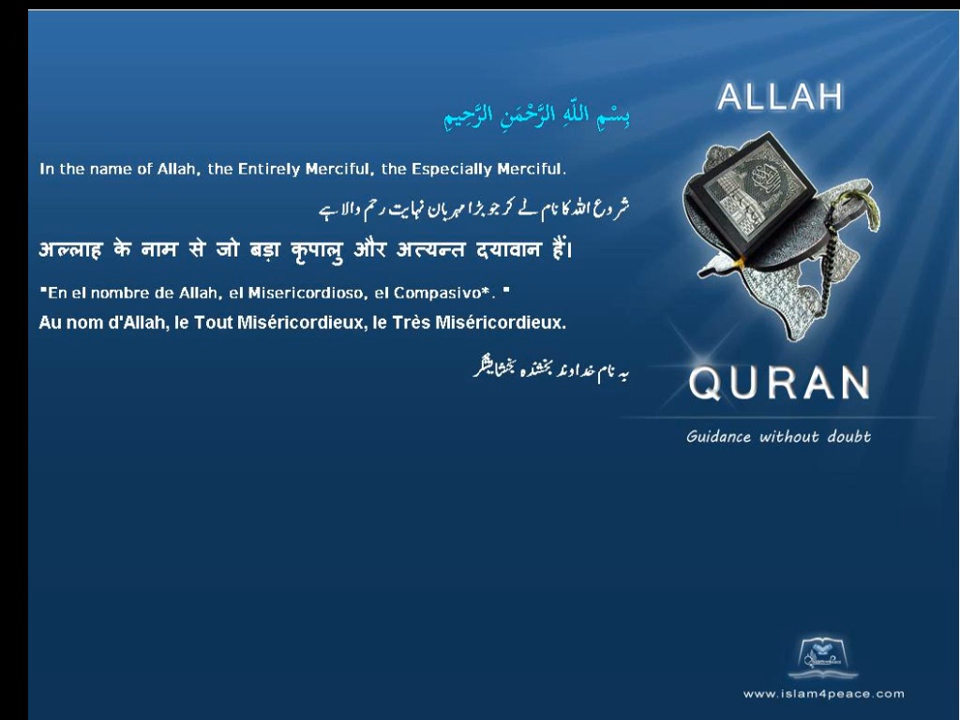 بِسْمِ اللّهِ الرَّحْمَنِ الرَّحِيمِ
In the name of Allah, the Entirely Merciful, the Especially Merciful.
شروع الله کا نام لے کر جو بڑا مہربان نہایت رحم والا ہے
अल्लाह के नाम से जो बड़ा कृपालु और अत्यन्त दयावान हैं।
"En el nombre de Allah, el Misericordioso, el Compasivo*. "
Au nom d'Allah, le Tout Miséricordieux, le Très Miséricordieux.
به نام خداوند بخشنده بخشایشگر
ALLAH
QURAN
Guidance without doubt
www.islam4peace.com